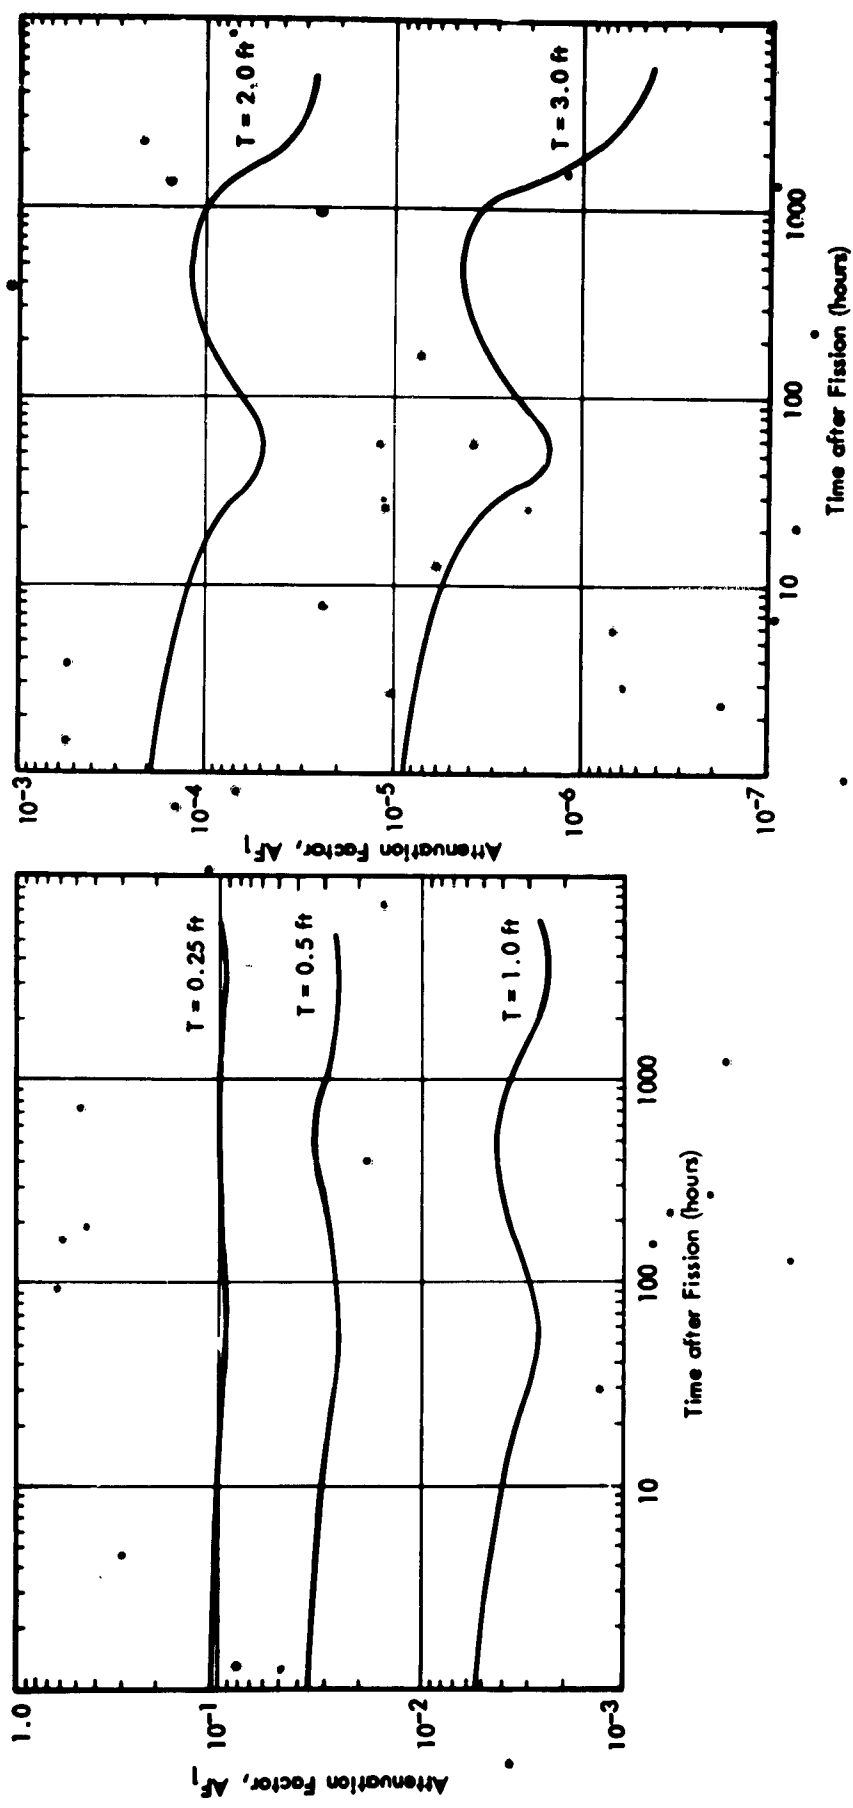 Attenuation Factor, AF1
1.0
10-1
10-2
10-3
T = 0.25 ft
T = 0.5 ft
T = 1.0 ft
10
100
1000
Time after Fission (hours)
Attenuation Factor, AF1
10-3
10-4
10-5
10-6
10-7
T = 2.0 ft
T = 3.0 ft
10
100
1000
Time after Fission (hours)